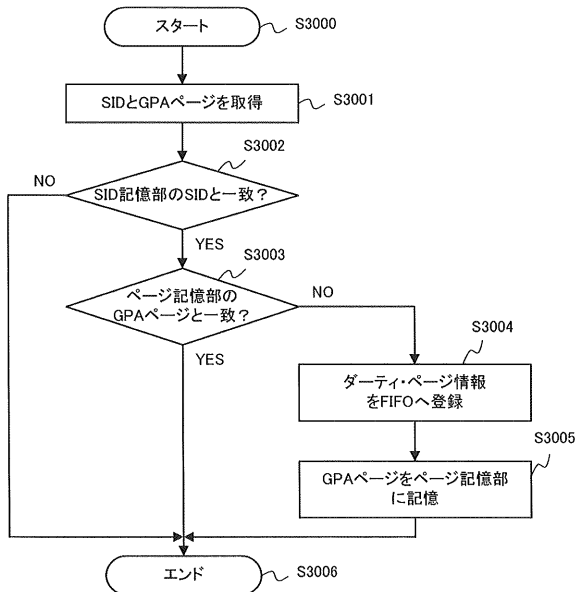 スタート
S3000
SIDとGPAページを取得
S3001
S3002
NO
SID記憶部のSIDと一致？
YES
S3003
ページ記憶部の
GPAページと一致？
NO
YES
S3004
ダーティ・ページ情報
をFIFOへ登録
S3005
GPAページをページ記憶部
に記憶
エンド
S3006